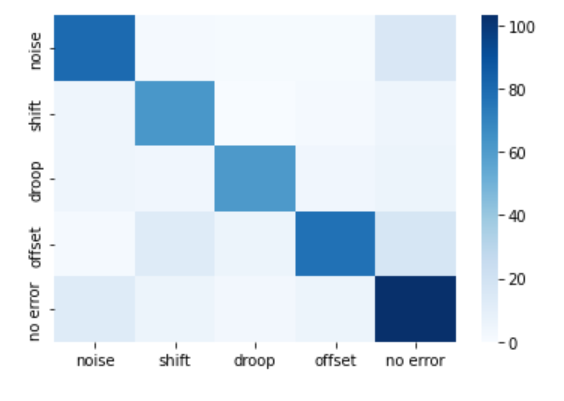 noise
shift
droop
offset
no error
noise shift droop offset no error
100
80
60
40
20
0